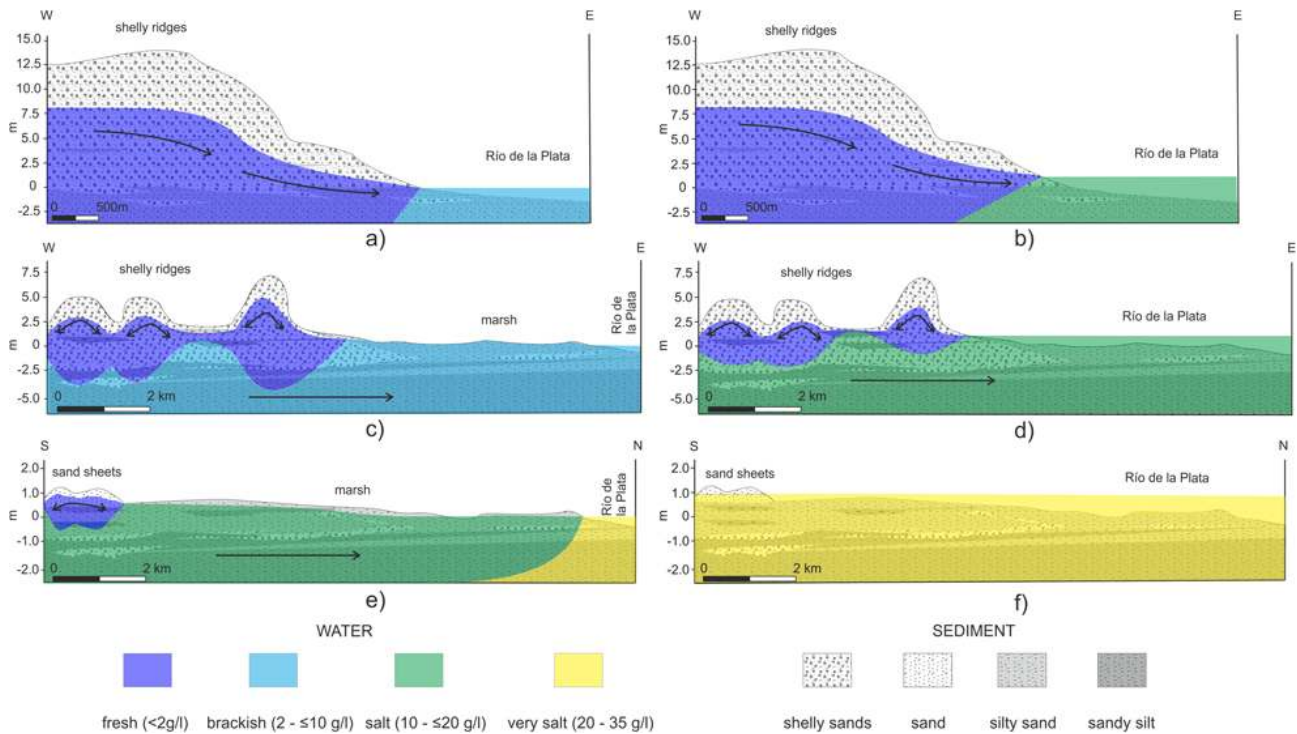 W E
shelly ridges
15.0
12.5
10.0
7.5
m
5.0
2.5
0
-2.5
Río de la Plata
0 500m
a)
W E
shelly ridges
15.0
12.5
10.0
7.5
m
5.0
2.5
0
-2.5
Río de la Plata
0 500m
b)
W E
shelly ridges
7.5
5.0
2.5
m
0
-2.5
-5.0
marsh
Río de
la Plata
0 2 km
c)
W E
shelly ridges
7.5
5.0
2.5
m
0
-2.5
-5.0
Río de la Plata
0 2 km
d)
S N
sand sheets
2.0
1.0
m
0
-1.0
-2.0
marsh
Río de
la Plata
0 2 km
e)
S N
sand sheets
2.0
1.0
m
0
-1.0
-2.0
Río de la Plata
0 2 km
f)
WATER
fresh (<2g/l) brackish (2 - ≤10 g/l) salt (10 - ≤20 g/l) very salt (20 - 35 g/l)
SEDIMENT
shelly sands sand silty sand sandy silt